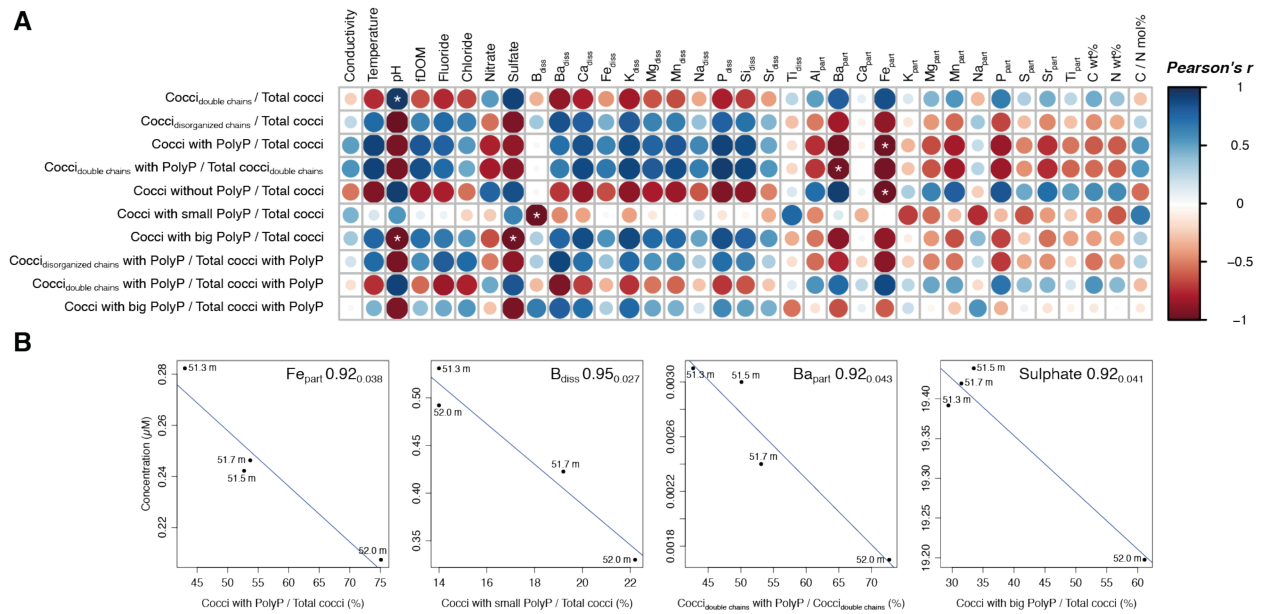 A
Conductivity
Temperature
pH
fDOM
Fluoride
Chloride
Nitrate
Sulfate
Bdiss
Badiss
Cadiss
Fediss
Kdiss
Mgdiss
Mndiss
Nadiss
Pdiss
Sidiss
Srdiss
Tidiss
Alpart
Bapart
Capart
Fepart
Kpart
Mgpart
Mnpart
Napart
Ppart
Spart
Srpart
Tipart
C wt%
N wt%
C / N mol%
Pearson's r
Coccidouble chains / Total cocci
Coccidisorganized chains / Total cocci
Cocci with PolyP / Total cocci
Coccidouble chains with PolyP / Total coccidouble chains
Cocci without PolyP / Total cocci
Cocci with small PolyP / Total cocci
Cocci with big PolyP / Total cocci
Coccidisorganized chains with PolyP / Total cocci with PolyP
Coccidouble chains with PolyP / Total cocci with PolyP
Cocci with big PolyP / Total cocci with PolyP
*
*
*
*
*
*
*
1
0.5
0
−0.5
−1
B
Concentration (µM)
0.28
0.26
0.24
0.22
Fepart 0.920.038
51.3 m
51.7 m
51.5 m
52.0 m
45 50 55 60 65 70 75
Cocci with PolyP / Total cocci (%)
0.50
0.45
0.40
0.35
Bdiss 0.950.027
51.3 m
52.0 m
51.7 m
52.0 m
14 16 18 20 22
Cocci with small PolyP / Total cocci (%)
0.0030
0.0026
0.0022
0.0018
Bapart 0.920.043
51.3 m
51.5 m
51.7 m
52.0 m
45 50 55 60 65 70
Coccidouble chains with PolyP / Coccidouble chains (%)
19.40
19.35
19.30
19.25
19.20
Sulphate 0.920.041
51.5 m
51.7 m
51.3 m
52.0 m
30 35 40 45 50 55 60
Cocci with big PolyP / Total cocci (%)